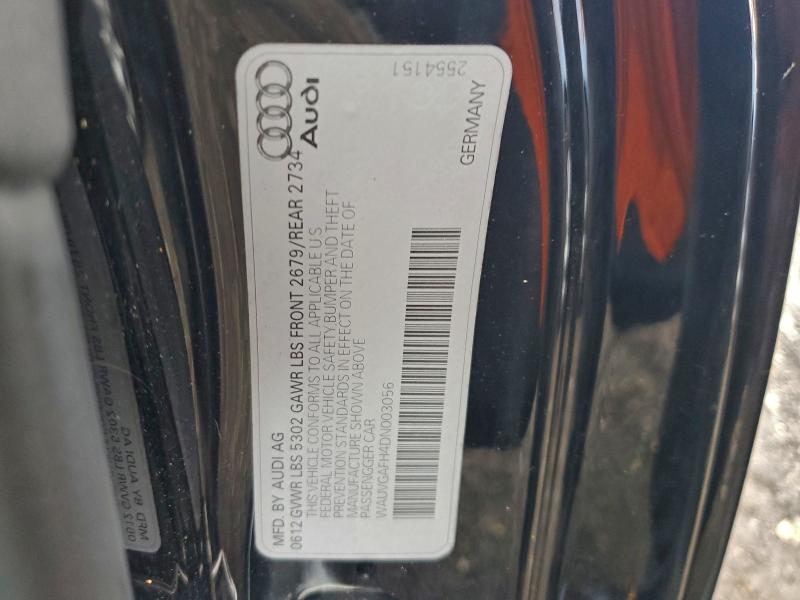 Audi
MFD. BY AUDI AG
0612 GVWR LBS 5302 GAWR LBS FRONT 2679/REAR 2734
THIS VEHICLE CONFORMS TO ALL APPLICABLE U S
FEDERAL MOTOR VEHICLE SAFETY BUMPER AND THEFT
PREVENTION STANDARDS IN EFFECT ON THE DATE OF
MANUFACTURE SHOWN ABOVE
PASSENGGER CAR
WAUVGAFH4DN003056
GERMANY
2554151